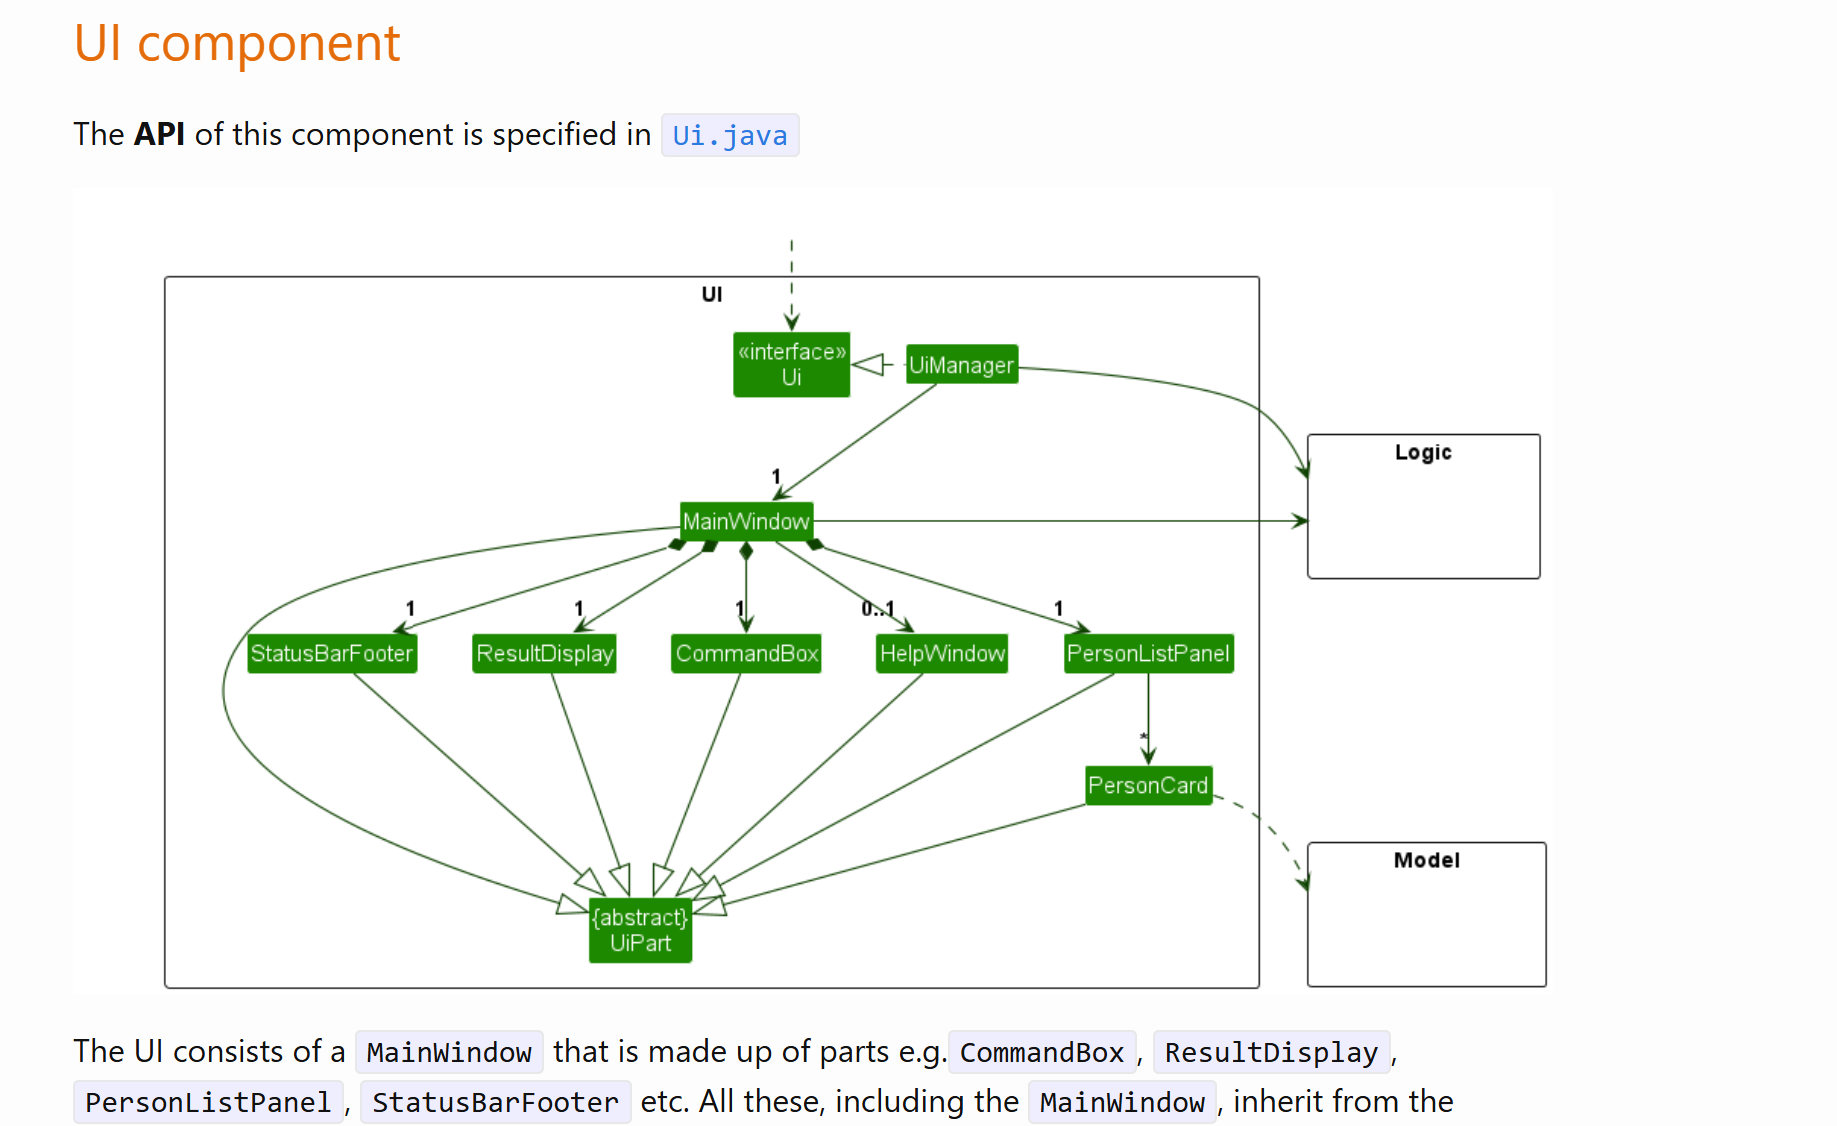 UI component
The API of this component is specified in Ui.java
UI
«interface»
Ui
UiManager
Logic
1
MainWindow
1
1
1
0..1
1
StatusBarFooter
ResultDisplay
CommandBox
HelpWindow
PersonListPanel
*
PersonCard
Model
{abstract}
UiPart
The UI consists of a MainWindow that is made up of parts e.g. CommandBox, ResultDisplay,
PersonListPanel, StatusBarFooter etc. All these, including the MainWindow, inherit from the